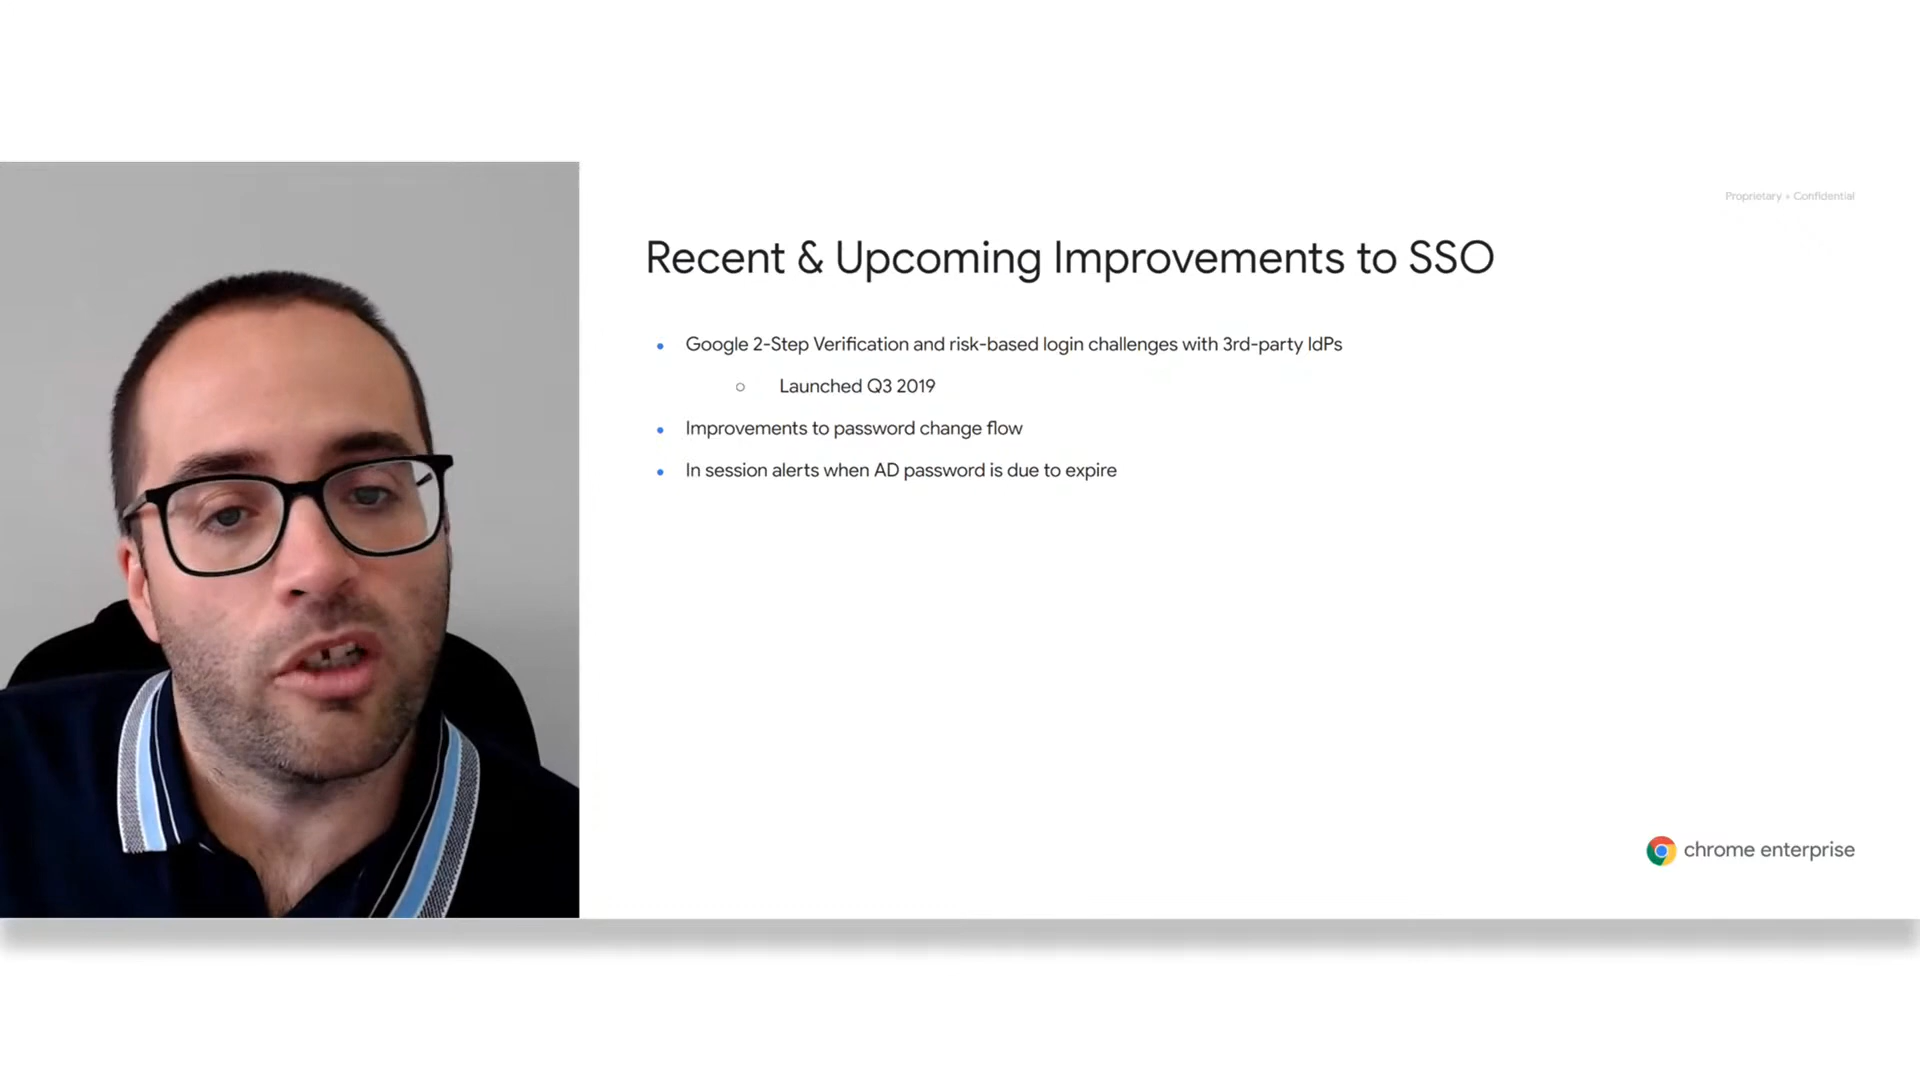 Proprietary + Confidential
Recent & Upcoming Improvements to SSO
Google 2-Step Verification and risk-based login challenges with 3rd-party IdPs
Launched Q3 2019
Improvements to password change flow
In session alerts when AD password is due to expire
chrome enterprise